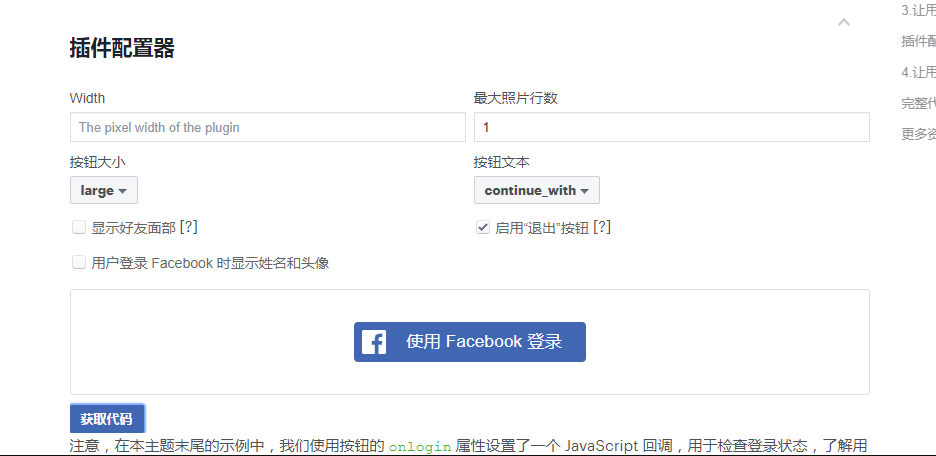 插件配置器
Width
最大照片行数
The pixel width of the plugin
1
按钮大小
按钮文本
large
continue_with
显示好友面部 [?]
启用“退出”按钮 [?]
用户登录 Facebook 时显示姓名和头像
使用 Facebook 登录
获取代码
注意，在本主题末尾的示例中，我们使用按钮的 onlogin 属性设置了一个 JavaScript 回调，用于检查登录状态，了解用
3.让用
插件配
4.让用
完整代
更多资